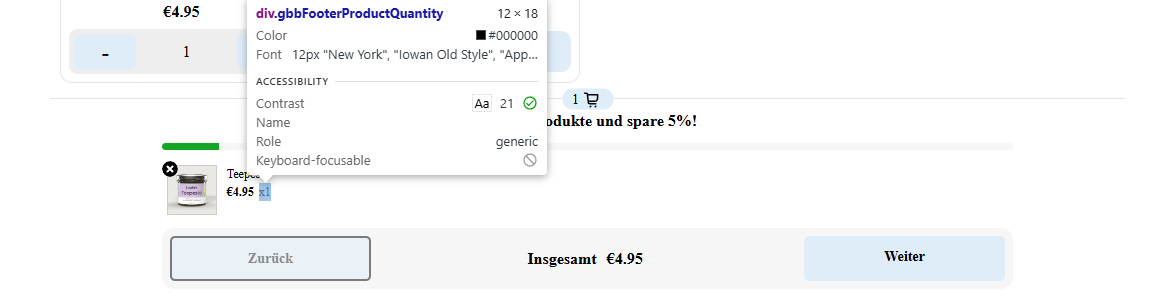 €4.95
div.gbbFooterProductQuantity 12 × 18
Color #000000
Font 12px "New York", "Iowan Old Style", "App...
- 1
ACCESSIBILITY
Contrast Aa 21
Name
Role generic
Keyboard-focusable
1
odukte und spare 5%!
€4.95 x1
Zurück
Insgesamt €4.95
Weiter